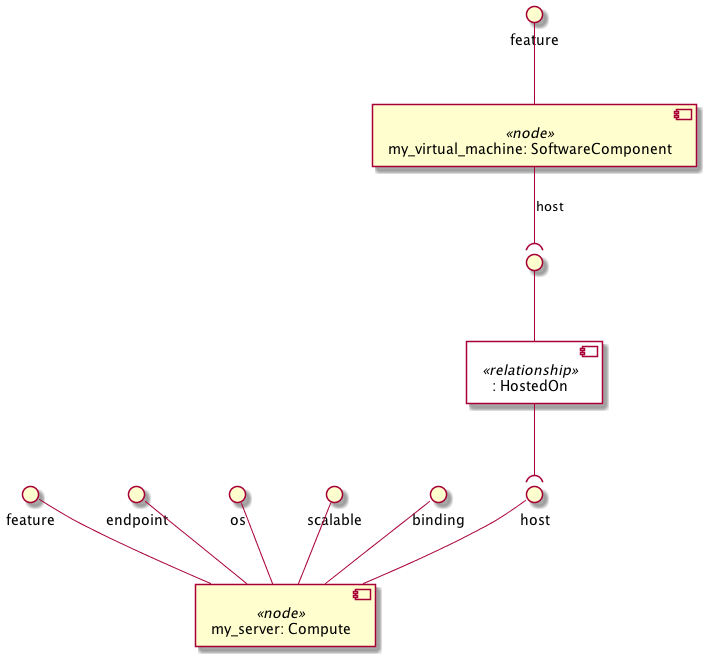 feature
«node»
my_virtual_machine: SoftwareComponent
host
«relationship»
: HostedOn
feature
endpoint
os
scalable
binding
host
«node»
my_server: Compute